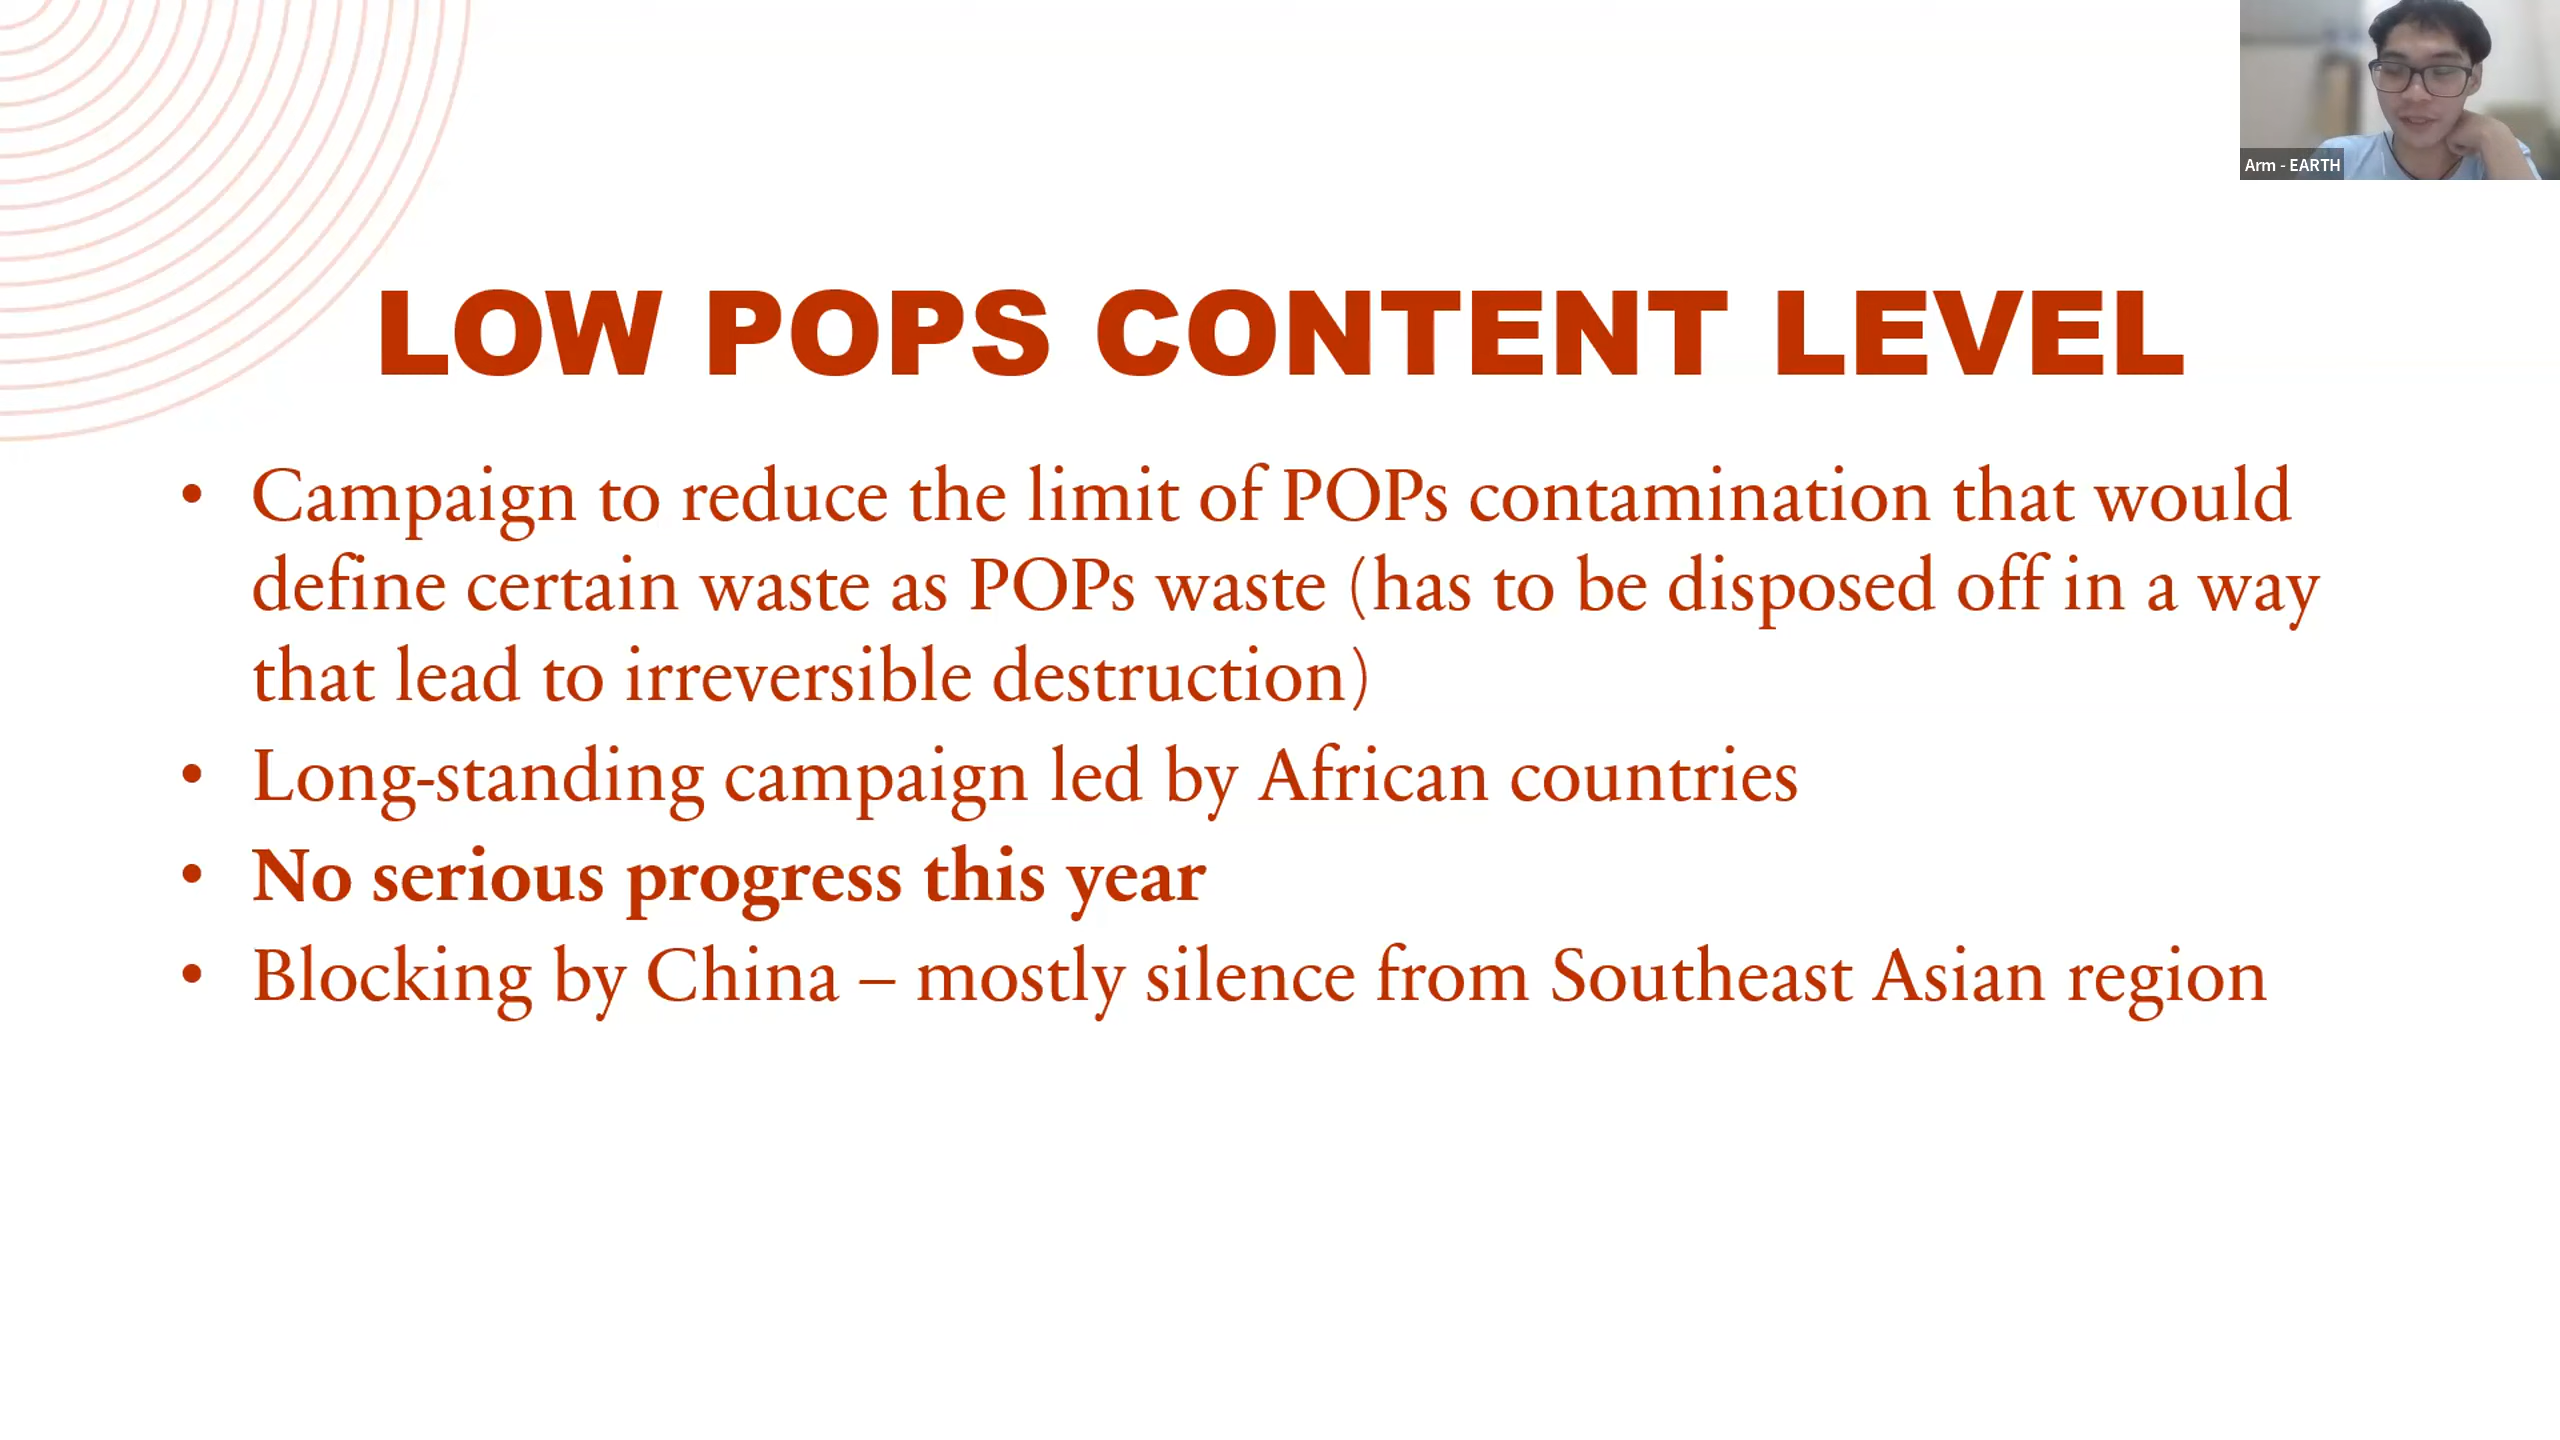 Arm - EARTH
LOW POPS CONTENT LEVEL
• Campaign to reduce the limit of POPs contamination that would
define certain waste as POPs waste (has to be disposed off in a way
that lead to irreversible destruction)
• Long-standing campaign led by African countries
• No serious progress this year
• Blocking by China – mostly silence from Southeast Asian region